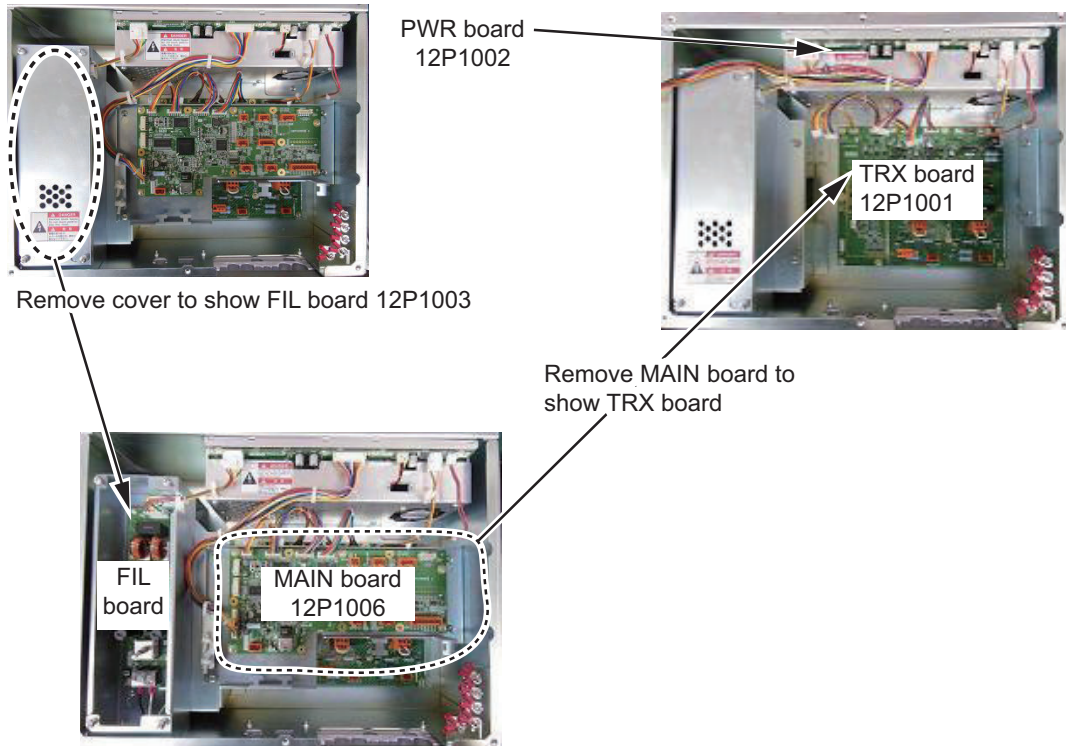 PWR board
12P1002
TRX board
12P1001
Remove cover to show FIL board 12P1003
Remove MAIN board to
show TRX board
FIL
board
MAIN board
12P1006